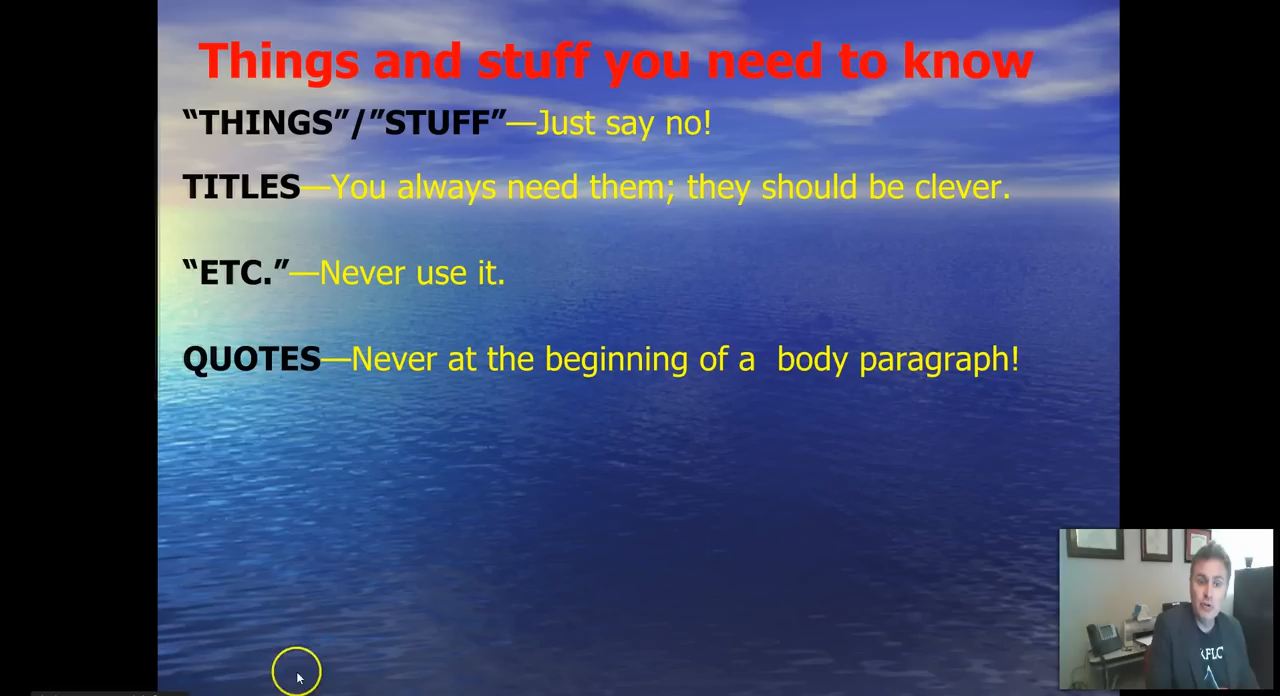 Things and stuff you need to know
“THINGS”/”STUFF”—Just say no!
TITLES—You always need them; they should be clever.
“ETC.”—Never use it.
QUOTES—Never at the beginning of a  body paragraph!